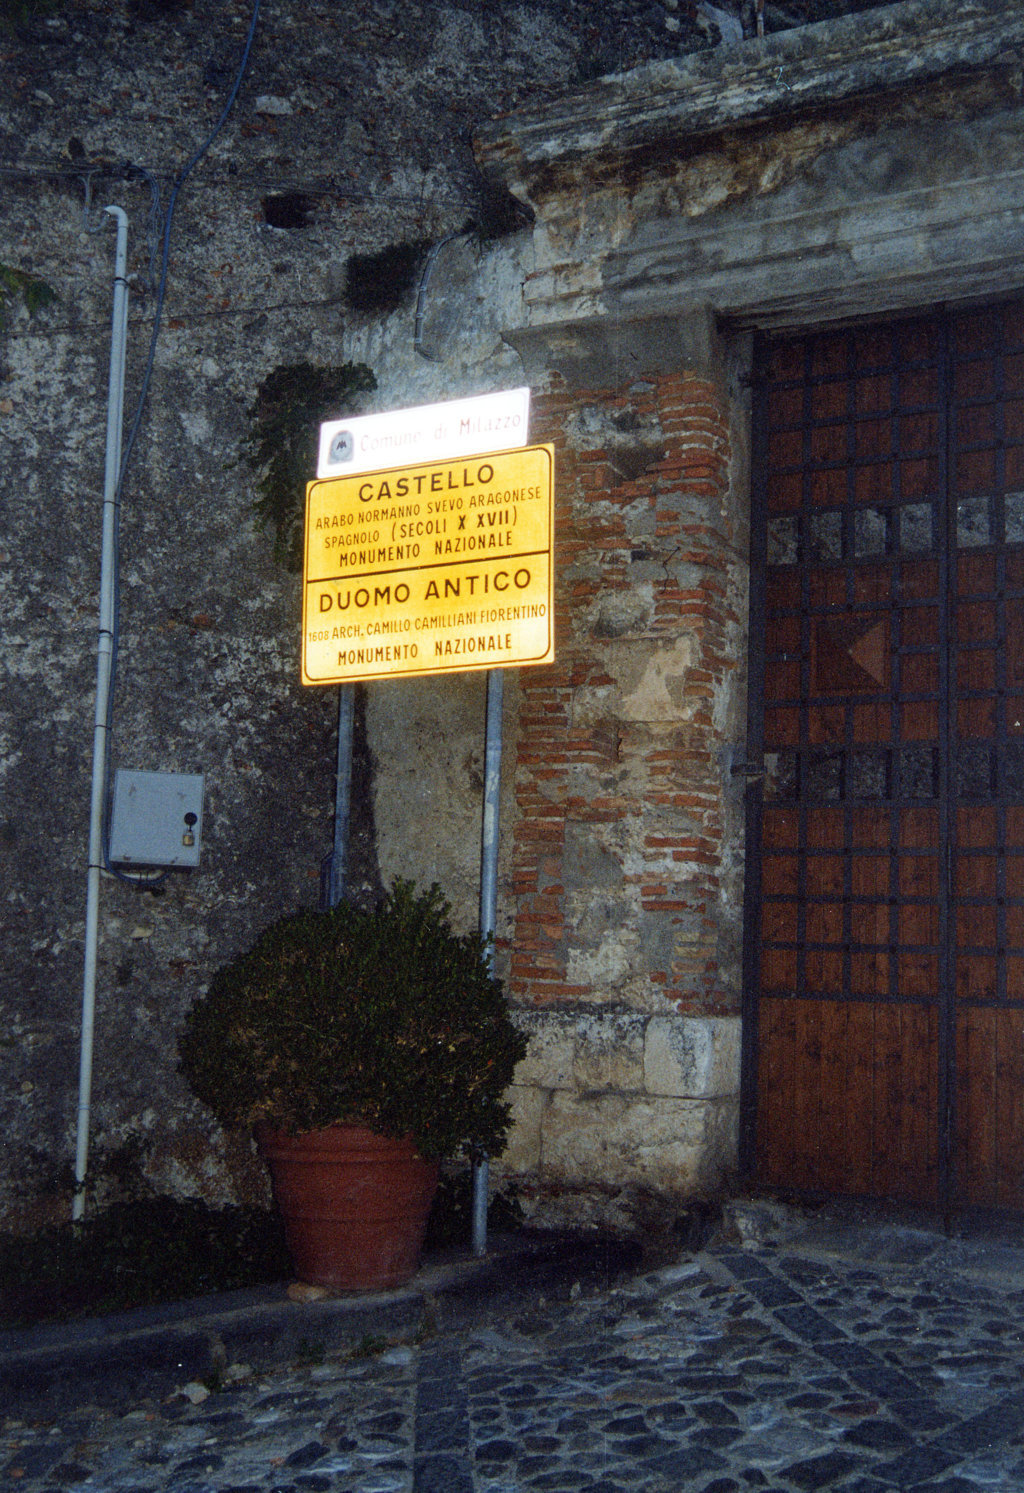 Comune di Milazzo
CASTELLO
ARABO NORMANNO SVEVO ARAGONESE
SPAGNOLO (SECOLI X XVII)
MONUMENTO NAZIONALE
DUOMO ANTICO
1608 ARCH. CAMILLO CAMILLIANI FIORENTINO
MONUMENTO NAZIONALE